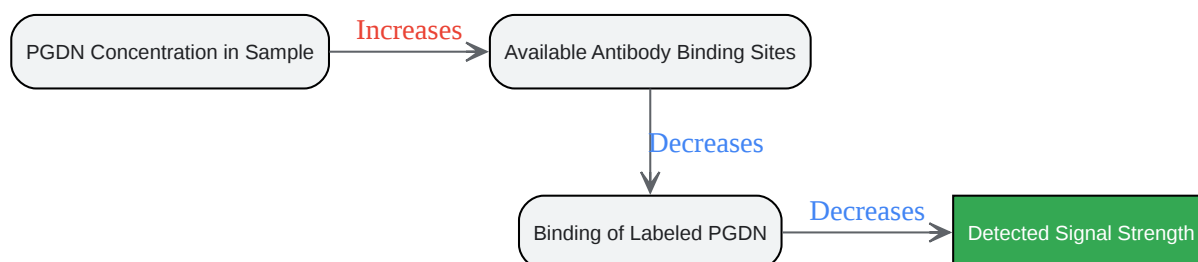 PGDN Concentration in Sample
Increases
Available Antibody Binding Sites
Decreases
Binding of Labeled PGDN
Decreases
Detected Signal Strength